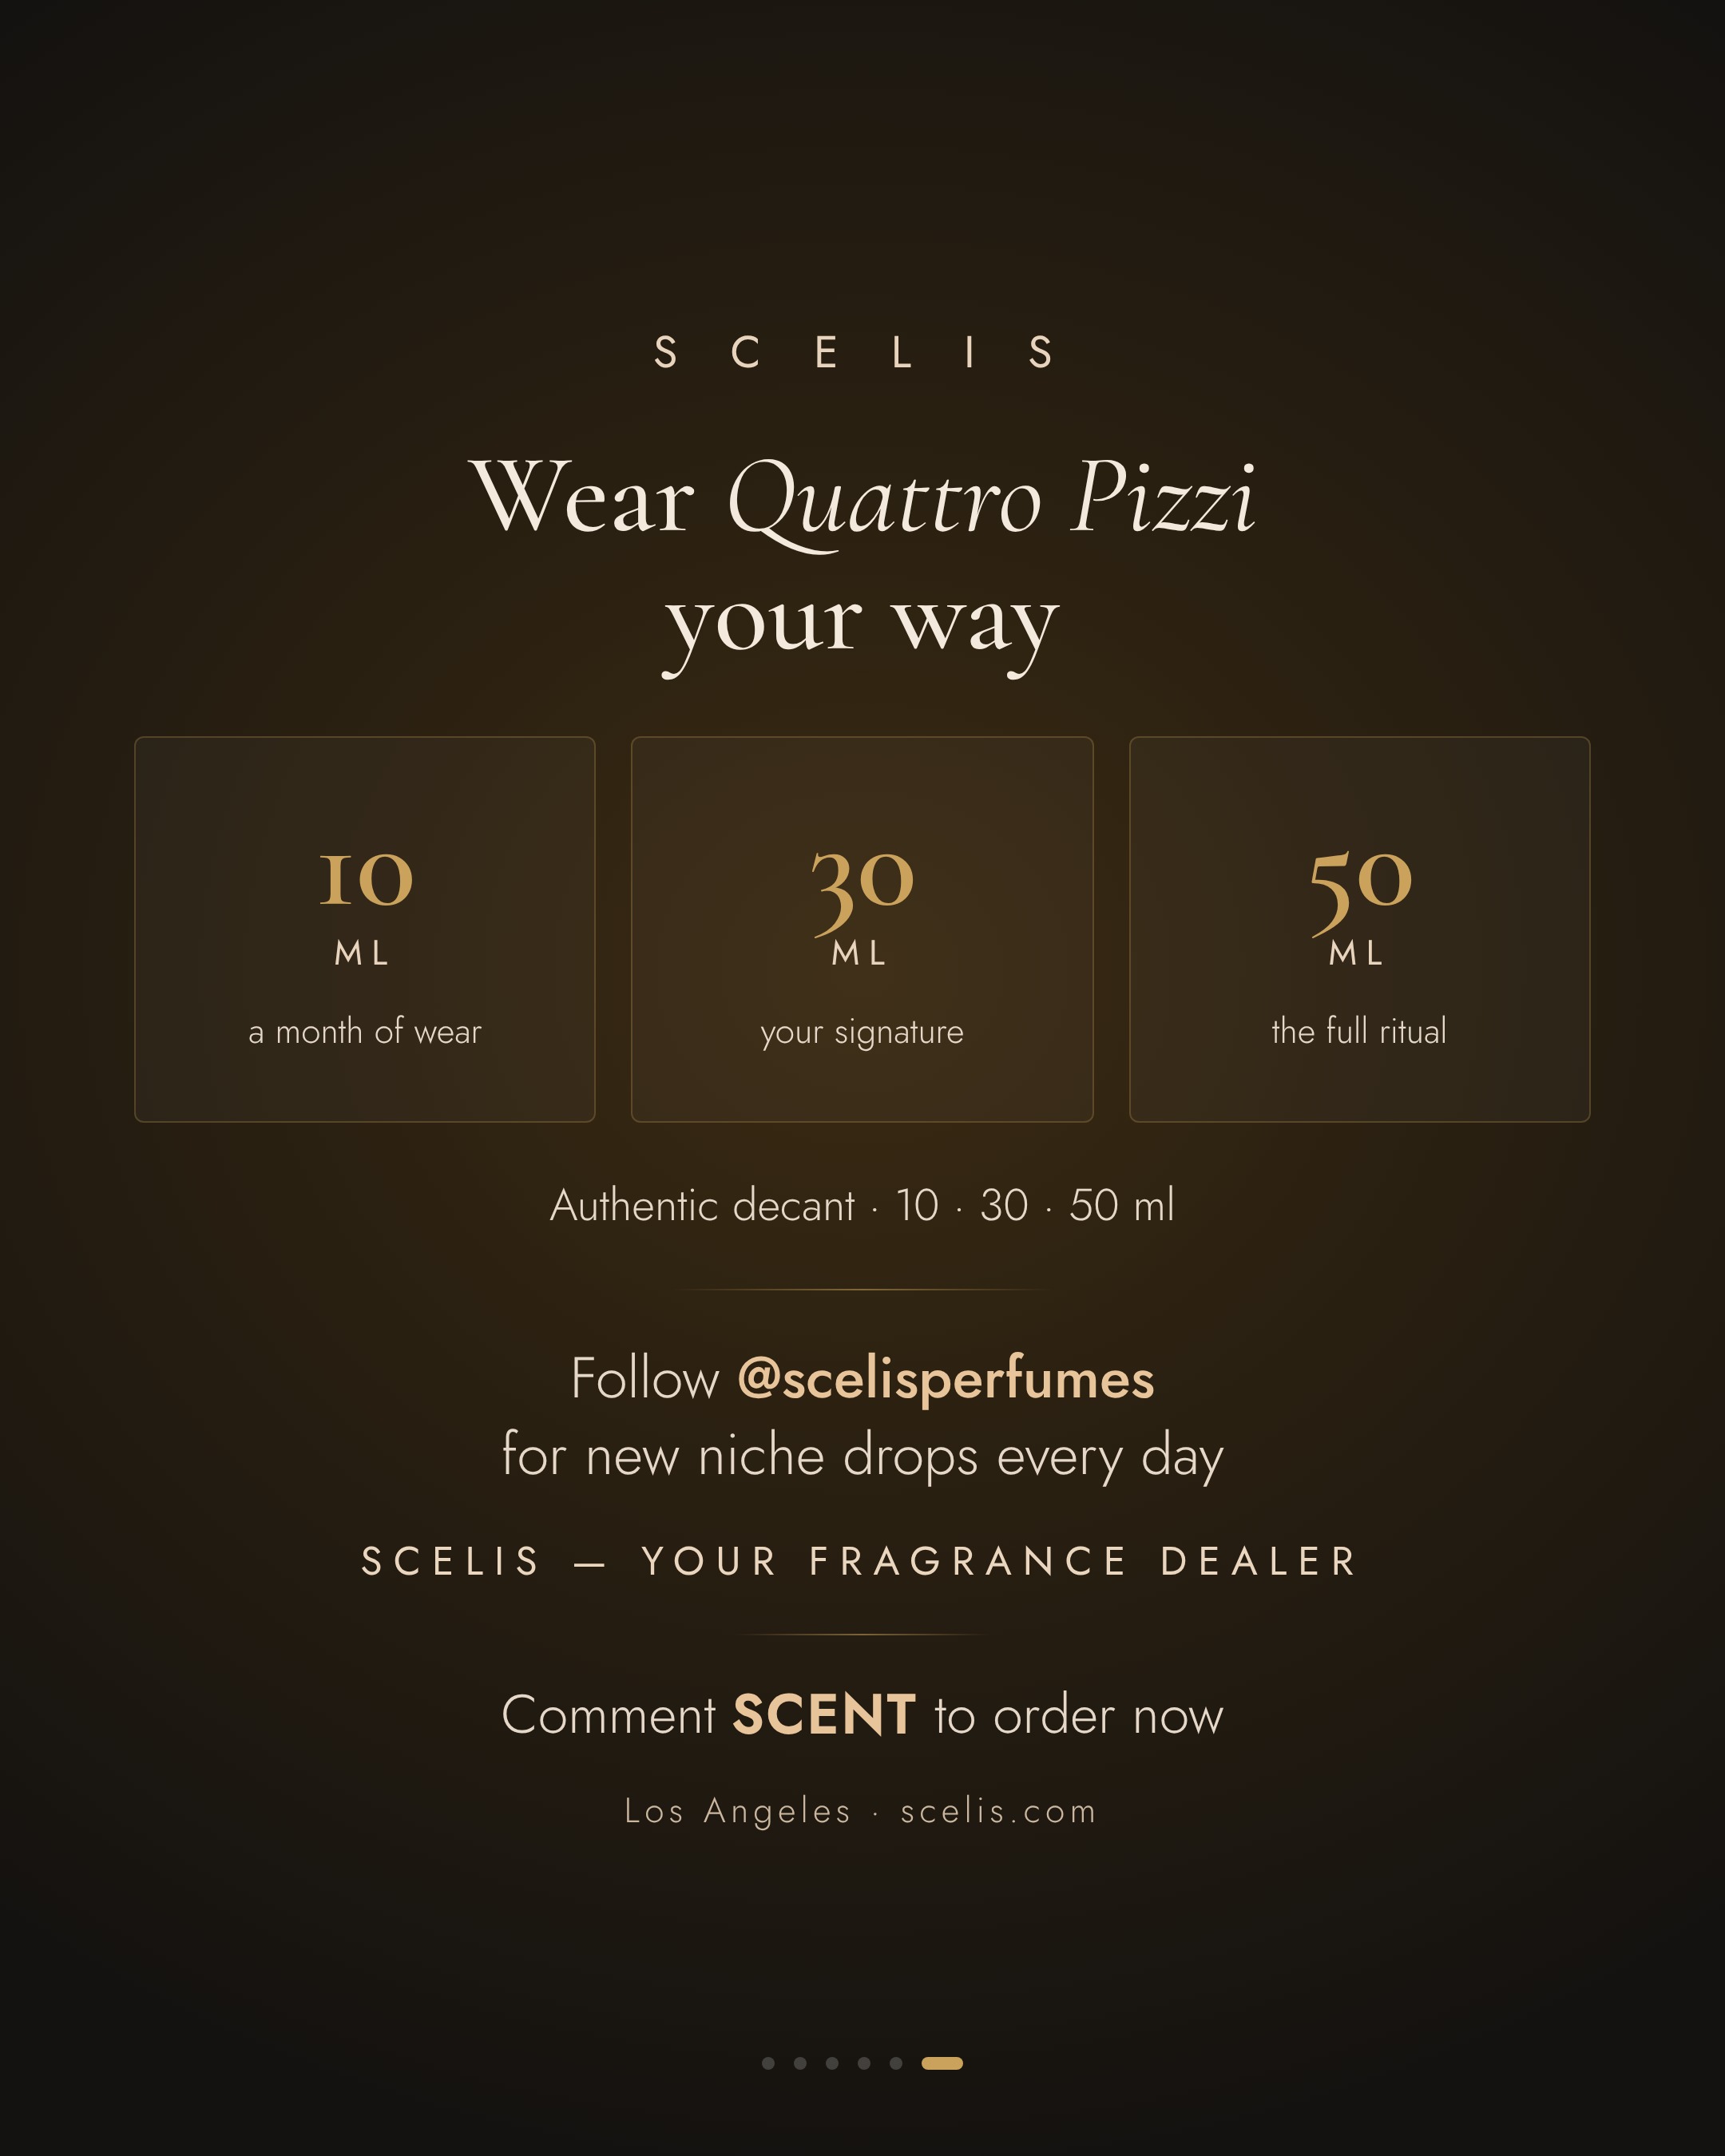 SCELIS
Wear Quattro Pizzi
your way
10
ML
a month of wear
30
ML
your signature
50
ML
the full ritual
Authentic decant · 10 · 30 · 50 ml
Follow @scelisperfumes
for new niche drops every day
SCELIS — YOUR FRAGRANCE DEALER
Comment SCENT to order now
Los Angeles · scelis.com